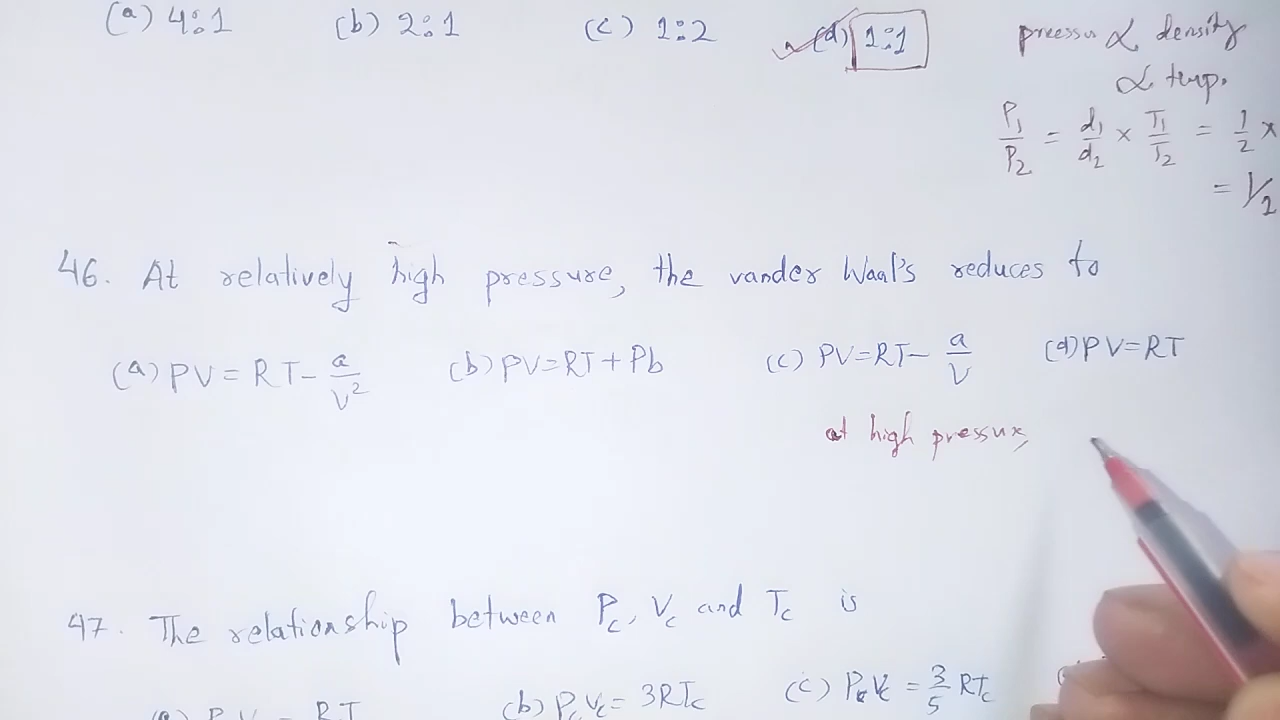 (a) 4:1 (b) 2:1 (c) 1:2 (d) 1:1
preessu ∝ density
∝ temp.
P₁/P₂ = d₁/d₂ × T₁/T₂ = 1/2 ×
= 1/2
46. At relatively high pressure, the vander Waal's reduces to
(a) PV = RT - a/V² (b) PV=RT + Pb (c) PV=RT- a/V (d) PV=RT
at high pressure,
47. The relationship between Pc, Vc and Tc is
(b) PcVc = 3RTc (c) PcVc = 3/5 RTc